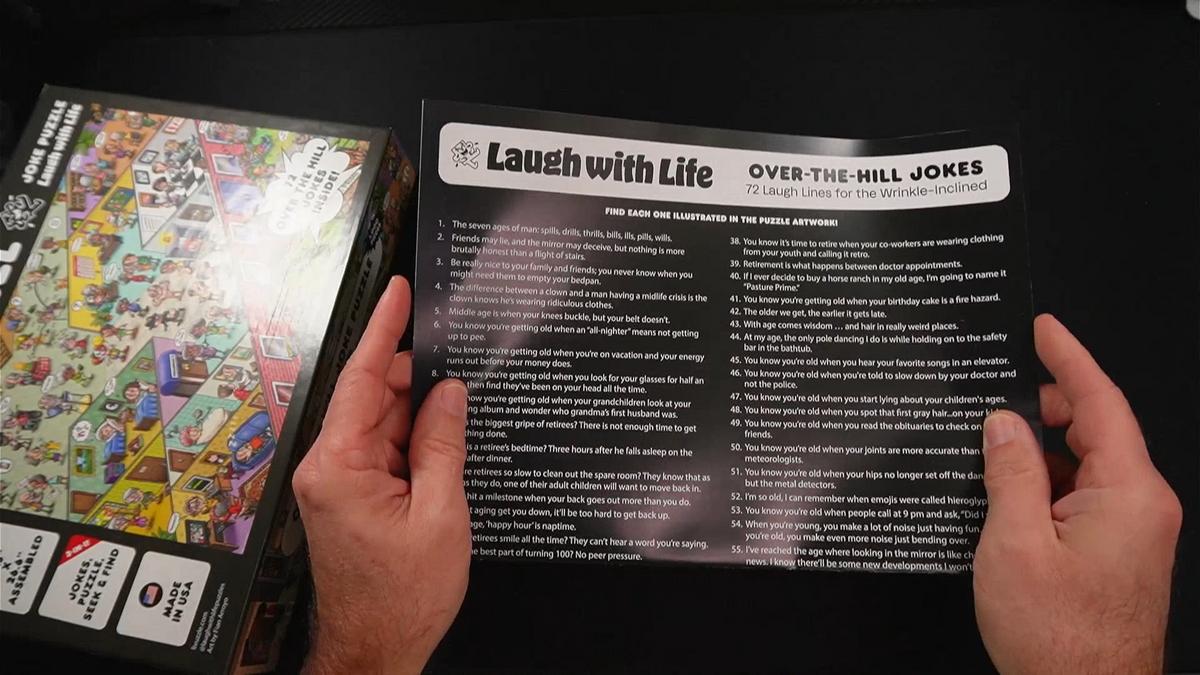 JOKE PUZZLE
Laugh with Life
72
OVER THE HILL
JOKES
INSIDE!
ASSEMBLED
JOKES,
PUZZLE,
SEEK & FIND
MADE
IN USA
Laugh with Life
OVER-THE-HILL JOKES
72 Laugh Lines for the Wrinkle-Inclined
FIND EACH ONE ILLUSTRATED IN THE PUZZLE ARTWORK!
1. The seven ages of man: spills, drills, thrills, bills, ills, pills, wills.
2. Friends may lie, and the mirror may deceive, but nothing is more
brutally honest than a flight of stairs.
3. Be really nice to your family and friends; you never know when you
might need them to empty your bedpan.
4. The difference between a clown and a man having a midlife crisis is the
clown knows he's wearing ridiculous clothes.
5. Middle age is when your knees buckle, but your belt doesn't.
6. You know you're getting old when an "all-nighter" means not getting
up to pee.
7. You know you're getting old when you're on vacation and your energy
runs out before your money does.
8. You know you're getting old when you look for your glasses for half an
then find they've been on your head all the time.
now you're getting old when your grandchildren look at your
ng album and wonder who grandma's first husband was.
s the biggest gripe of retirees? There is not enough time to get
thing done.
is a retiree's bedtime? Three hours after he falls asleep on the
after dinner.
re retirees so slow to clean out the spare room? They know that as
s they do, one of their adult children will want to move back in.
hit a milestone when your back goes out more than you do.
t aging get you down, it'll be too hard to get back up.
ge, 'happy hour' is naptime.
etirees smile all the time? They can't hear a word you're saying.
e best part of turning 100? No peer pressure.
38. You know it's time to retire when your co-workers are wearing clothing
from your youth and calling it retro.
39. Retirement is what happens between doctor appointments.
40. If I ever decide to buy a horse ranch in my old age, I'm going to name it
"Pasture Prime."
41. You know you're getting old when your birthday cake is a fire hazard.
42. The older we get, the earlier it gets late.
43. With age comes wisdom ... and hair in really weird places.
44. At my age, the only pole dancing I do is while holding on to the safety
bar in the bathtub.
45. You know you're old when you hear your favorite songs in an elevator.
46. You know you're old when you're told to slow down by your doctor and
not the police.
47. You know you're old when you start lying about your children's ages.
48. You know you're old when you spot that first gray hair...on your
49. You know you're old when you read the obituaries to check on
friends.
50. You know you're old when your joints are more accurate than
meteorologists.
51. You know you're old when your hips no longer set off the dan
but the metal detectors.
52. I'm so old, I can remember when emojis were called hieroglyp
53. You know you're old when people call at 9 pm and ask, "Did
54. When you're young, you make a lot of noise just having fun
you're old, you make even more noise just bending over.
55. I've reached the age where looking in the mirror is like ch
news. I know there'll be some new developments I won't